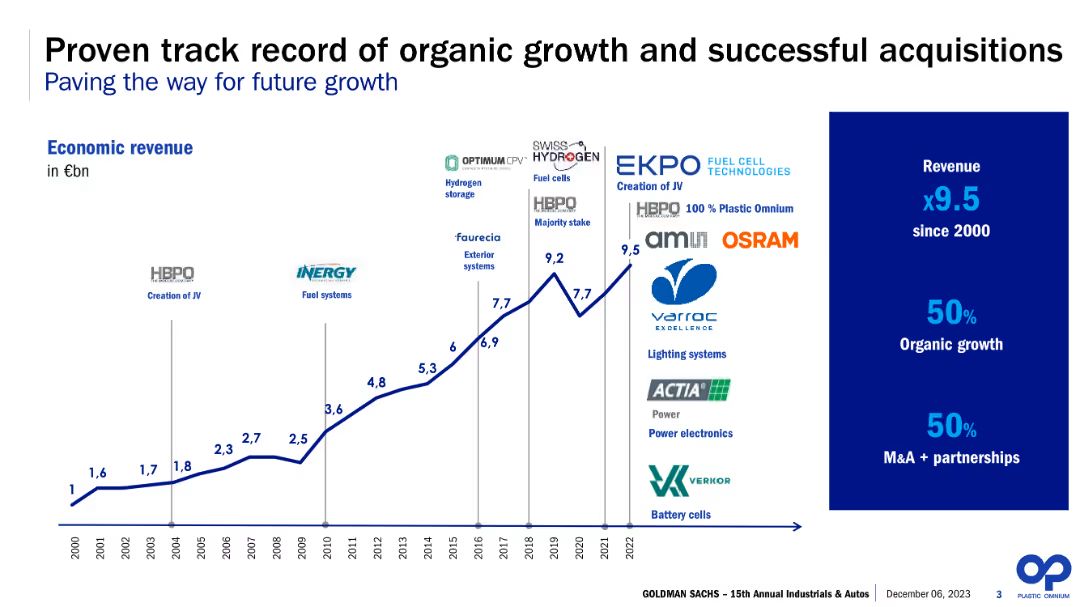 Proven track record of organic growth and successful acquisitions
Paving the way for future growth
Economic revenue
in €bn
HBPO
Creation of JV
INERGY
Fuel systems
OPTIMUM CPV
Hydrogen
storage
faurecia
Exterior
systems
SWISS
HYDROGEN
Fuel cells
HBPO
Majority stake
EKPO FUEL CELL
TECHNOLOGIES
Creation of JV
HBPO 100 % Plastic Omnium
OSRAM
varroc
EXCELLENCE
Lighting systems
ACTIA®
Power
Power electronics
VERKOR
Battery cells
1
1,6
1,7
1,8
2,3
2,7
2,5
3,6
4,8
5,3
6
6,9
7,7
9,2
7,7
9,5
2000
2001
2002
2003
2004
2005
2006
2007
2008
2009
2010
2011
2012
2013
2014
2015
2016
2017
2018
2019
2020
2021
2022
Revenue
x9.5
since 2000
50%
Organic growth
50%
M&A + partnerships
GOLDMAN SACHS – 15th Annual Industrials & Autos
December 06, 2023
3
PLASTIC OMNIUM